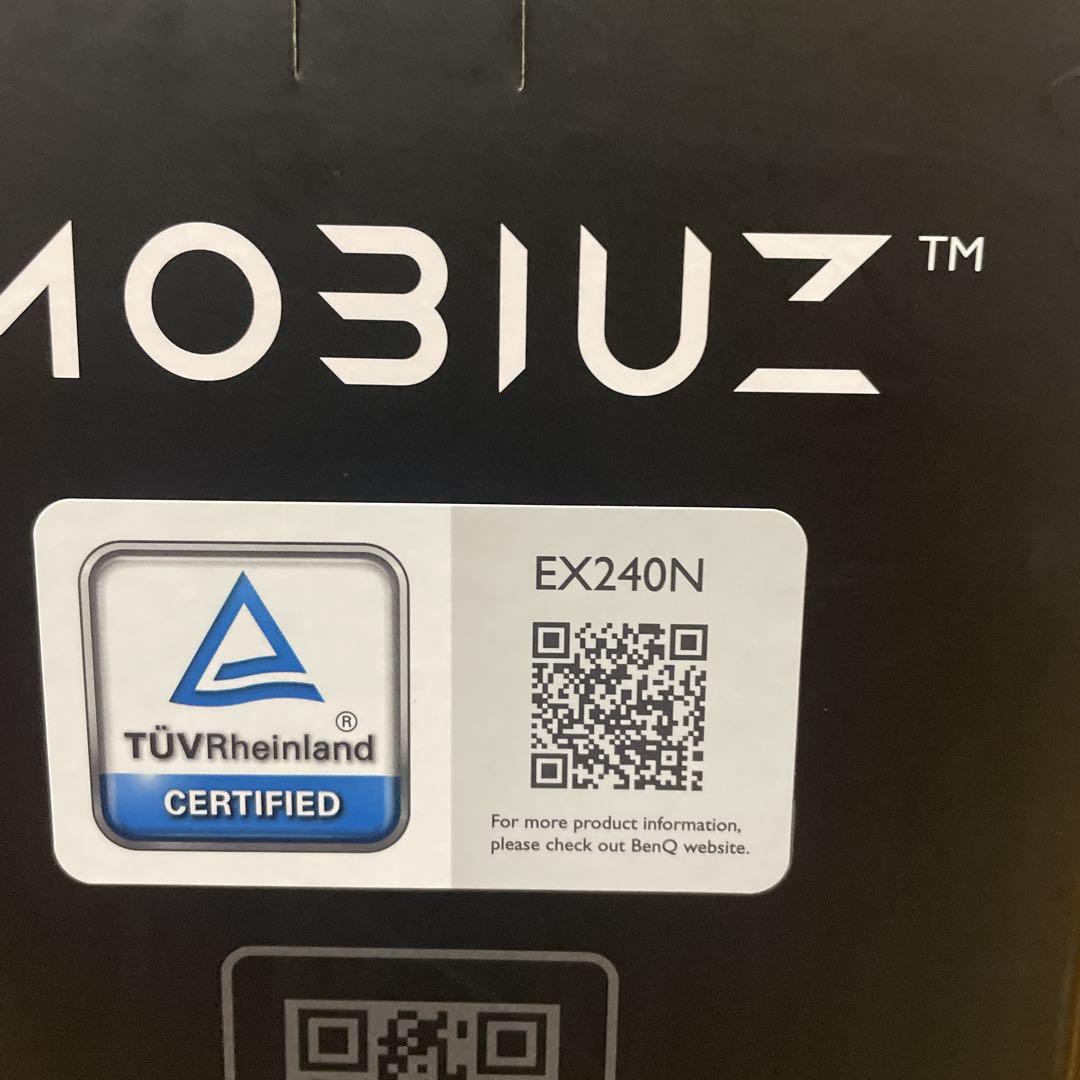 MOBIUZ™
TÜVRheinland®
CERTIFIED
EX240N
For more product information,
please check out BenQ website.